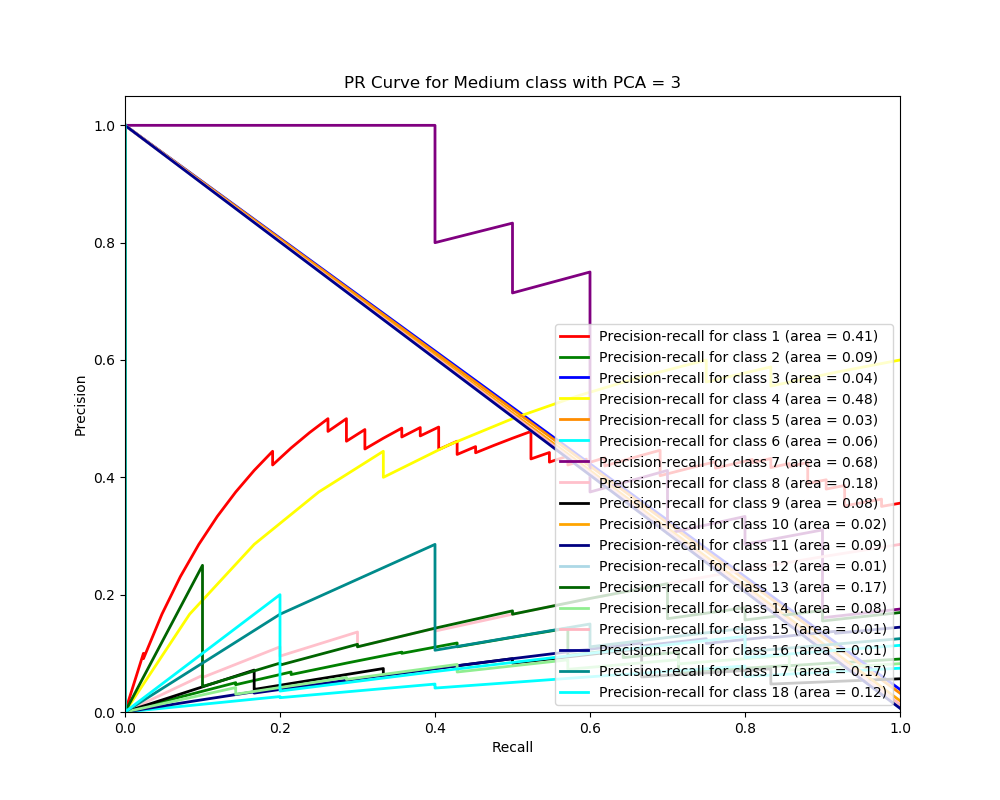 PR Curve for Medium class with PCA = 3
1.0
0.8
0.6
0.4
0.2
0.0
Precision
Precision-recall for class 1 (area = 0.41)
Precision-recall for class 2 (area = 0.09)
Precision-recall for class 3 (area = 0.04)
Precision-recall for class 4 (area = 0.48)
Precision-recall for class 5 (area = 0.03)
Precision-recall for class 6 (area = 0.06)
Precision-recall for class 7 (area = 0.68)
Precision-recall for class 8 (area = 0.18)
Precision-recall for class 9 (area = 0.08)
Precision-recall for class 10 (area = 0.02)
Precision-recall for class 11 (area = 0.09)
Precision-recall for class 12 (area = 0.01)
Precision-recall for class 13 (area = 0.17)
Precision-recall for class 14 (area = 0.08)
Precision-recall for class 15 (area = 0.01)
Precision-recall for class 16 (area = 0.01)
Precision-recall for class 17 (area = 0.17)
Precision-recall for class 18 (area = 0.12)
0.0 0.2 0.4 0.6 0.8 1.0
Recall